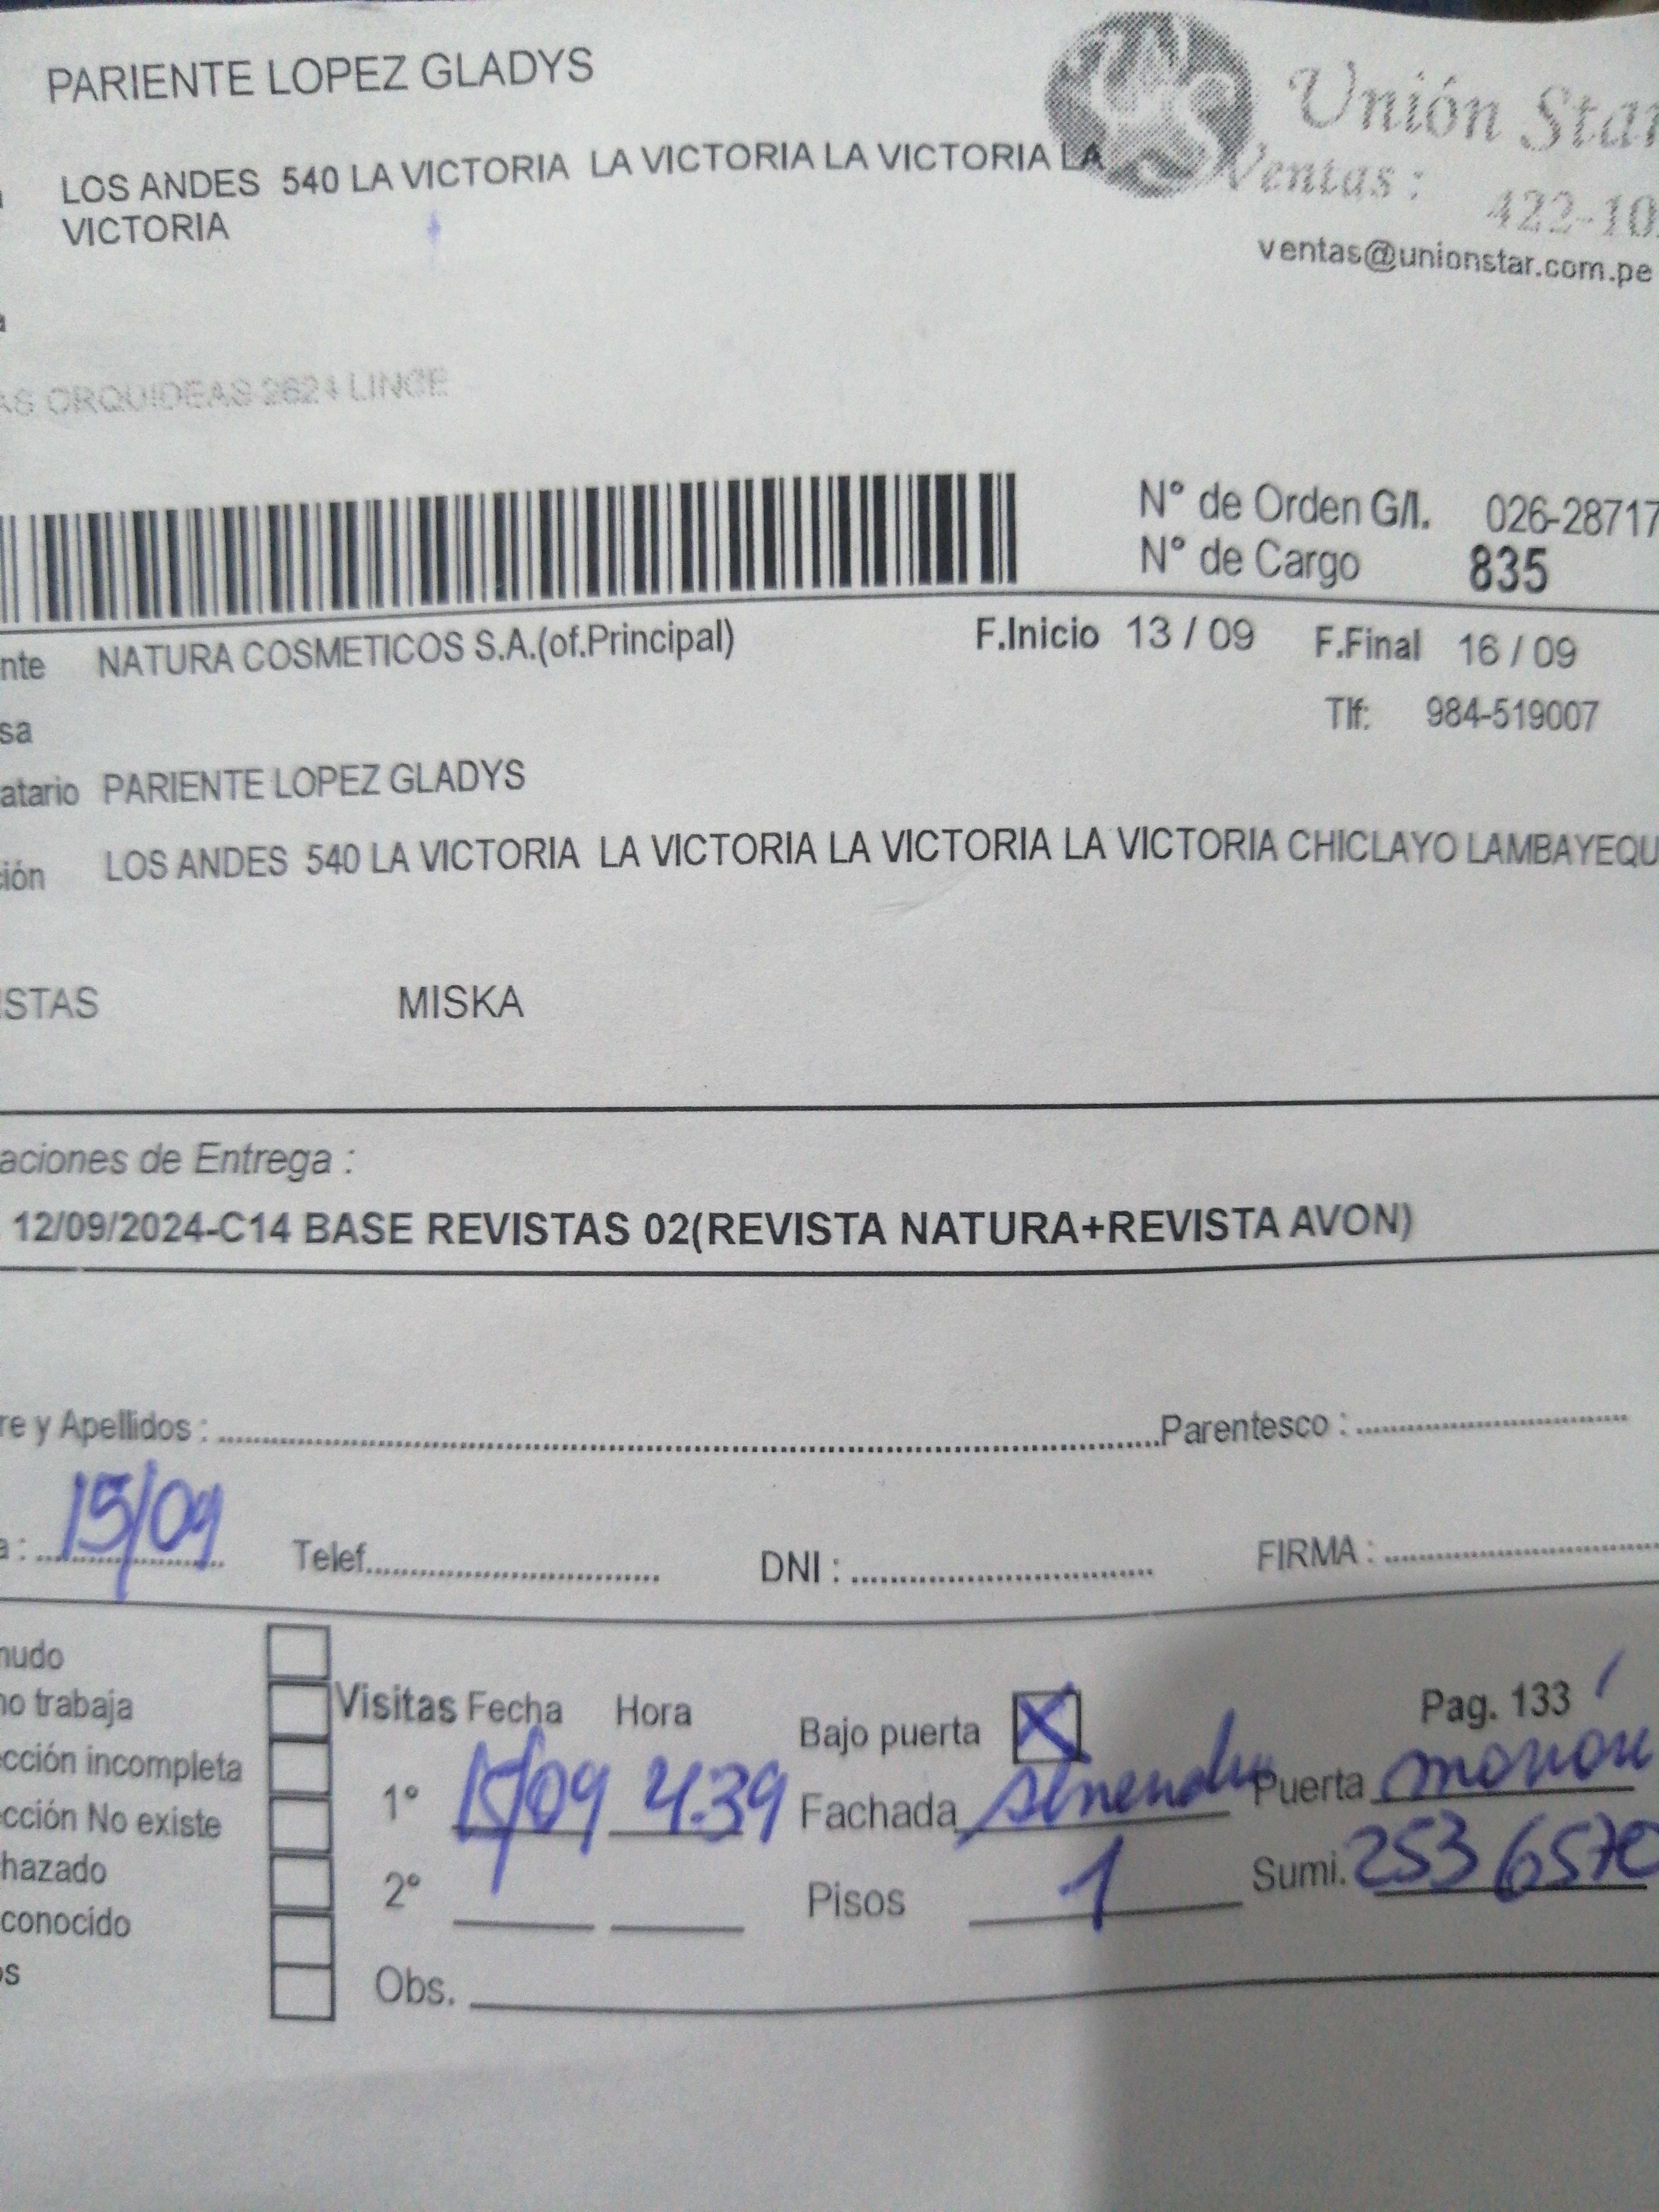 PARIENTE LOPEZ GLADYS
Unión Star
LOS ANDES 540 LA VICTORIA LA VICTORIA LA VICTORIA LA
VICTORIA
Ventas :
422-10
ventas@unionstar.com.pe
AS ORQUIDEAS 2621 LINCE
N° de Orden G/I. 026-28717
N° de Cargo 835
nte NATURA COSMETICOS S.A.(of.Principal) F.Inicio 13 / 09 F.Final 16 / 09
sa Tlf: 984-519007
atario PARIENTE LOPEZ GLADYS
ción LOS ANDES 540 LA VICTORIA LA VICTORIA LA VICTORIA LA VICTORIA CHICLAYO LAMBAYEQU
ISTAS MISKA
aciones de Entrega :
12/09/2024-C14 BASE REVISTAS 02(REVISTA NATURA+REVISTA AVON)
re y Apellidos : Parentesco :
a : 15/09 Telef. DNI : FIRMA :
nudo
no trabaja Visitas Fecha Hora Bajo puerta X Pag. 133
cción incompleta 1° 15/09 4.39 Fachada Puerta marron
cción No existe
hazado 2° Pisos 1 Sumi. 2536570
conocido
os Obs.